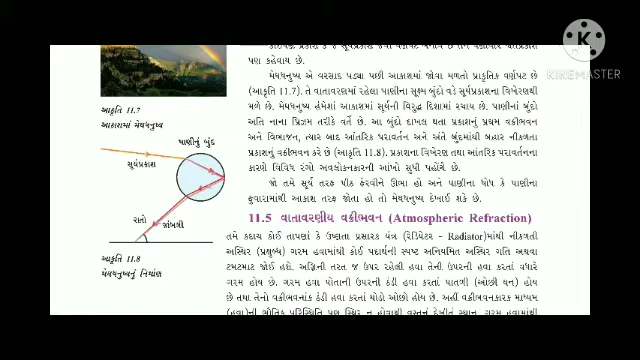 પણ કહેવાય છે.
મેઘધનુષ્ય એ વરસાદ પડ્યા પછી આકાશમાં જોવા મળતો પ્રાકૃતિક વર્ણપટ છે
(આકૃતિ 11.7). તે વાતાવરણમાં રહેલા પાણીના સૂક્ષ્મ બુંદો વડે સૂર્યપ્રકાશના વિભાજનથી
મળે છે. મેઘધનુષ્ય હંમેશાં આકાશમાં સૂર્યની વિરુદ્ધ દિશામાં રચાય છે. પાણીનાં બુંદો
અતિ નાના પ્રિઝમ તરીકે વર્તે છે. આ બુંદો દાખલ થતા પ્રકાશનું પ્રથમ વક્રીભવન
અને વિભાજન, ત્યાર બાદ આંતરિક પરાવર્તન અને અંતે બુંદમાંથી બહાર નીકળતા
પ્રકાશનું વક્રીભવન કરે છે (આકૃતિ 11.8). પ્રકાશના વિભાજન તથા આંતરિક પરાવર્તનના
કારણે વિવિધ રંગો અવલોકનકારની આંખો સુધી પહોંચે છે.
જો તમે સૂર્ય તરફ પીઠ ફેરવીને ઊભા હો અને પાણીના ધોધ કે પાણીના
ફુવારામાંથી આકાશ તરફ જોતા હો તો મેઘધનુષ્ય દેખાઈ શકે છે.
11.5 વાતાવરણીય વક્રીભવન (Atmospheric Refraction)
તમે કદાચ કોઈ તાપણાં કે ઉષ્મતા પ્રસારક યંત્ર (રેડિયેટર – Radiator)માંથી નીકળતી
અસ્થિર (પ્રક્ષુબ્ધ) ગરમ હવામાંથી કોઈ પદાર્થની સ્પષ્ટ અનિયમિત અસ્થિર ગતિ અથવા
ટમટમાટ જોઈ હશે. અગ્નિની તરત જ ઉપર રહેલી હવા તેની ઉપરની હવા કરતાં વધારે
ગરમ હોય છે. ગરમ હવા પોતાની ઉપરની ઠંડી હવા કરતાં પાતળી (ઓછી ઘન) હોય
છે તથા તેનો વક્રીભવનાંક ઠંડી હવા કરતાં થોડો ઓછો હોય છે. અહીં વક્રીભવનકારક માધ્યમ
આકૃતિ 11.7
આકાશમાં મેઘધનુષ્ય
પાણીનું બુંદ
સૂર્યપ્રકાશ
રાતો
જાંબલી
આકૃતિ 11.8
મેઘધનુષ્યનું નિર્માણ
KINEMASTER